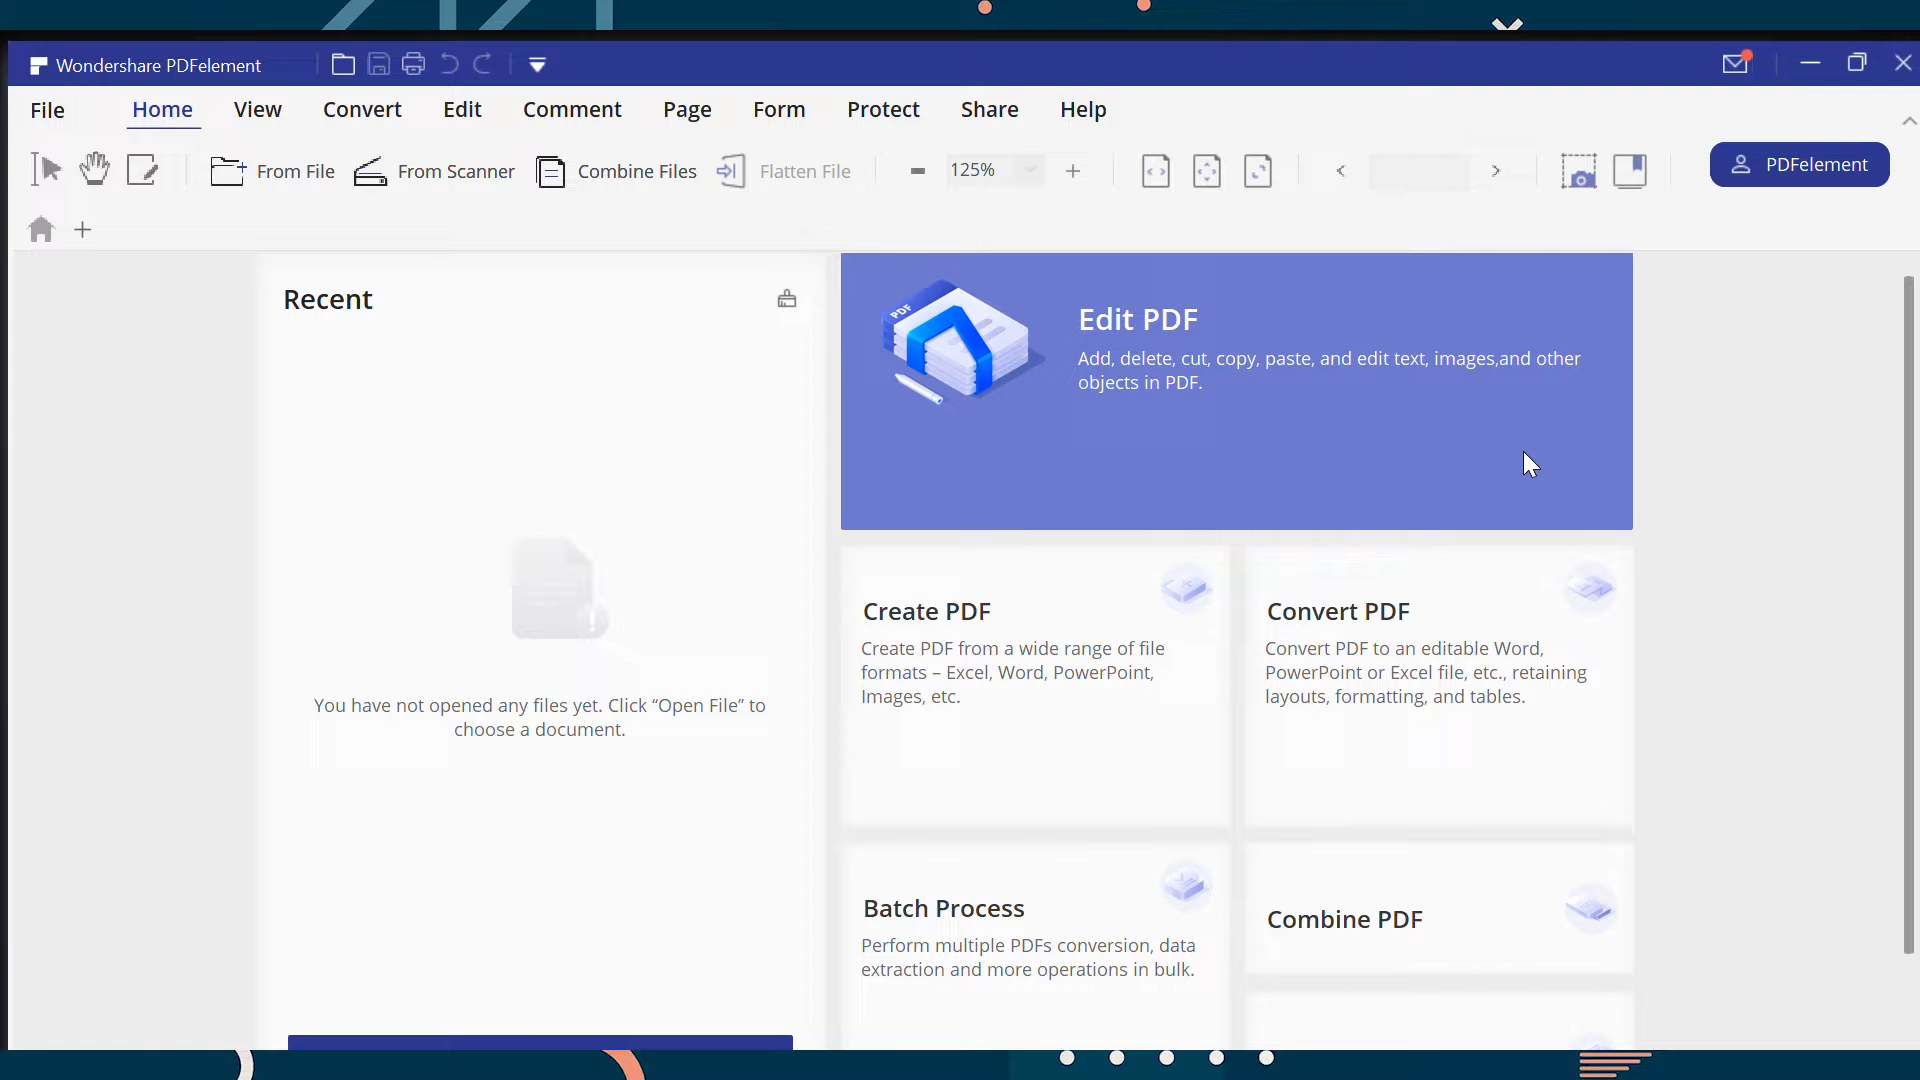 Wondershare PDFelement
File Home View Convert Edit Comment Page Form Protect Share Help
From File From Scanner Combine Files Flatten File 125% PDFelement
Recent
You have not opened any files yet. Click “Open File” to
choose a document.
PDF
Edit PDF
Add, delete, cut, copy, paste, and edit text, images,and other
objects in PDF.
Create PDF
Create PDF from a wide range of file
formats – Excel, Word, PowerPoint,
Images, etc.
Convert PDF
Convert PDF to an editable Word,
PowerPoint or Excel file, etc., retaining
layouts, formatting, and tables.
Batch Process
Perform multiple PDFs conversion, data
extraction and more operations in bulk.
Combine PDF